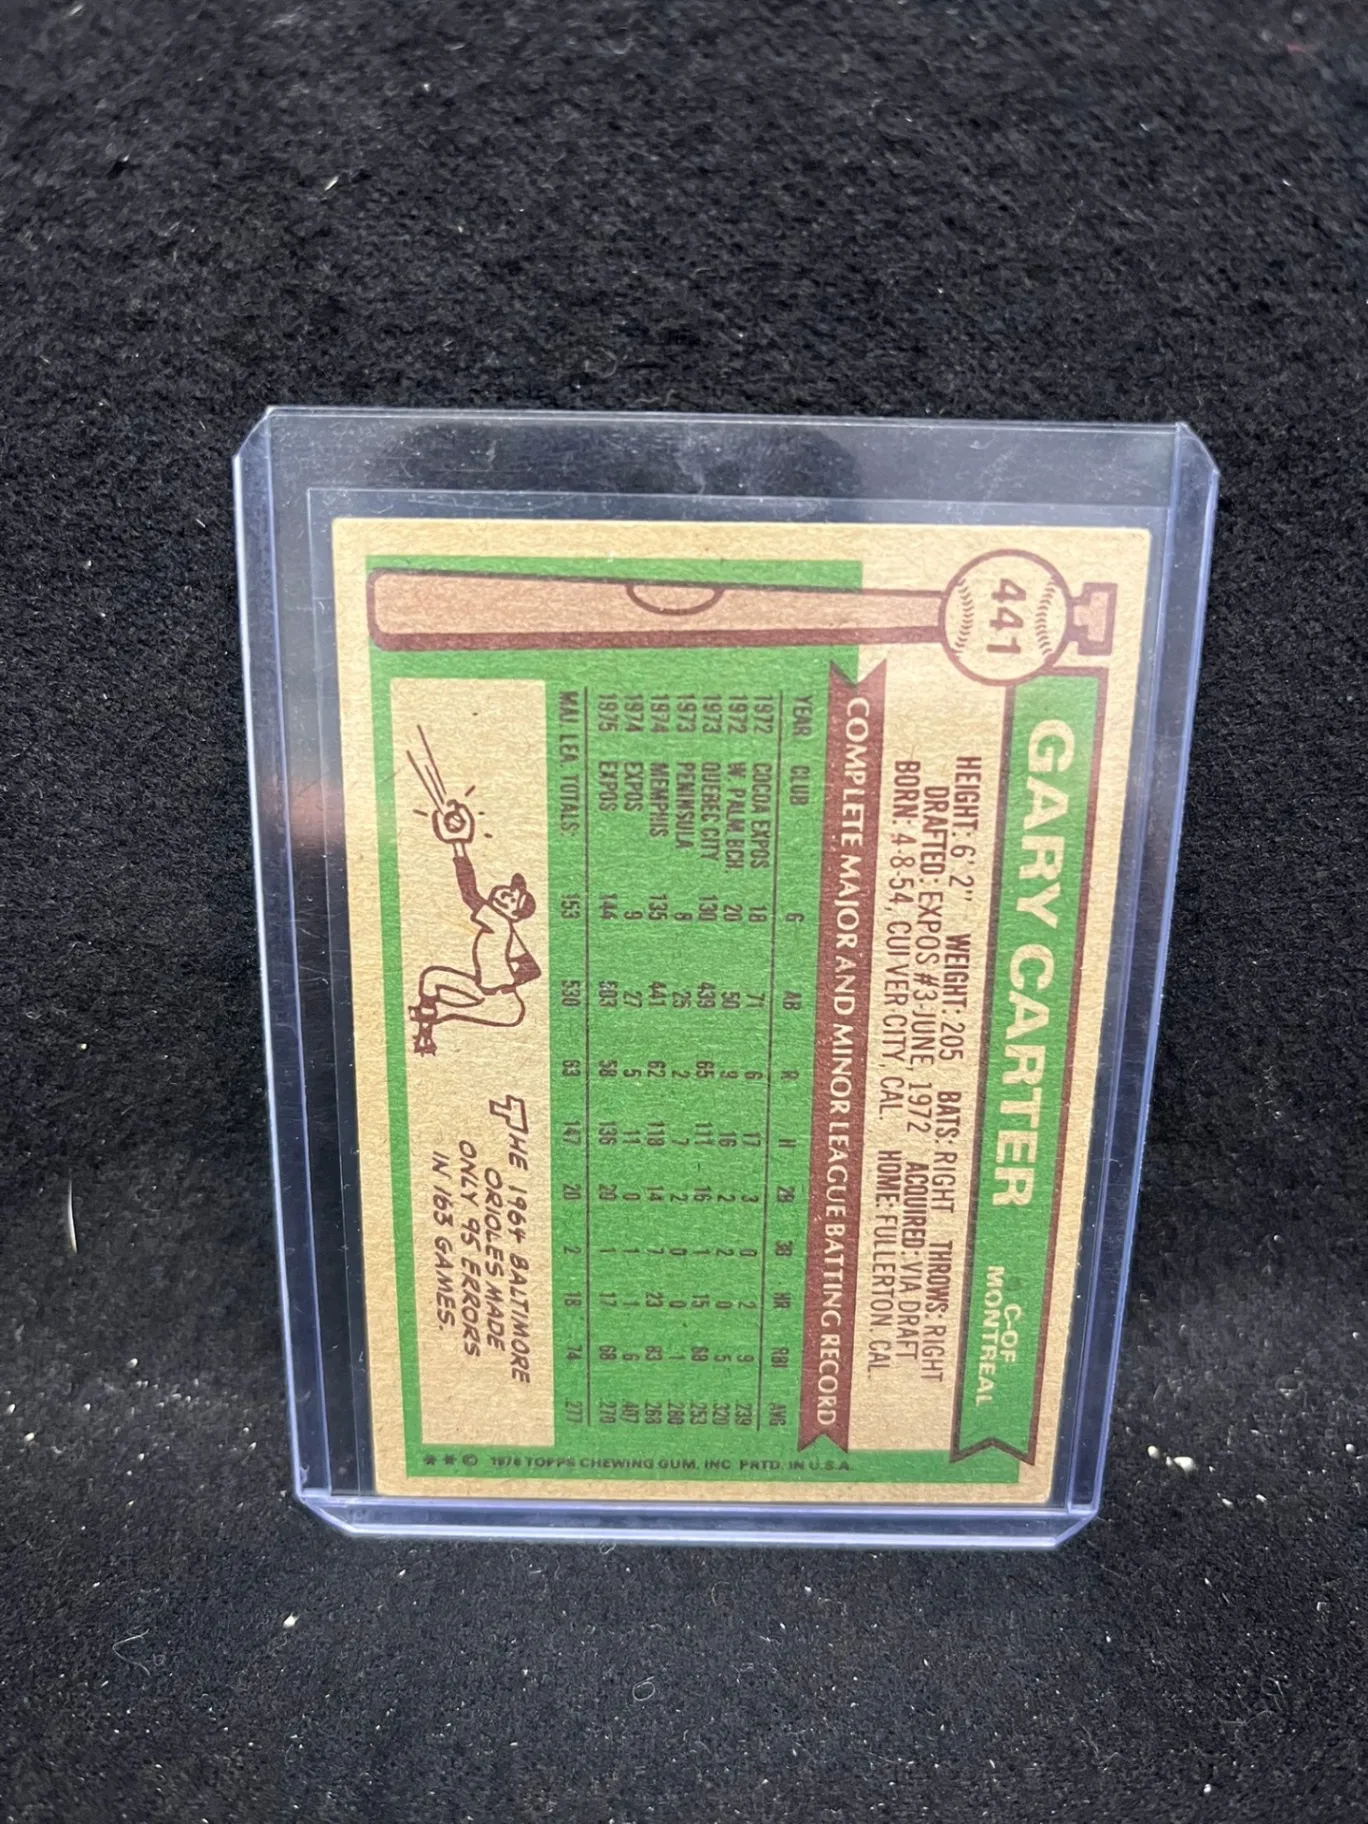 441
GARY CARTER
C-OF
MONTREAL
HEIGHT: 6' 2" WEIGHT: 205 BATS: RIGHT THROWS: RIGHT
DRAFTED: EXPOS #3-JUNE, 1972 ACQUIRED: VIA DRAFT
BORN: 4-8-54, CULVER CITY, CAL. HOME: FULLERTON, CAL.
COMPLETE MAJOR AND MINOR LEAGUE BATTING RECORD
YEAR CLUB G AB R H 2B 3B HR RBI AVG
1972 COCOA EXPOS 18 71 6 17 3 0 2 9 .239
1972 W. PALM BCH. 20 50 9 16 2 2 0 5 .320
1973 QUEBEC CITY 130 439 65 111 16 1 15 68 .253
1973 PENINSULA 8 25 2 7 2 0 0 1 .280
1974 MEMPHIS 135 441 62 118 14 7 23 83 .268
1974 EXPOS 9 27 5 11 0 1 1 6 .407
1975 EXPOS 144 503 58 136 20 1 17 68 .270
MAJ. LEA. TOTALS 153 530 63 147 20 2 18 74 .277
THE 1964 BALTIMORE
ORIOLES MADE
ONLY 95 ERRORS
IN 163 GAMES.
**© 1976 TOPPS CHEWING GUM, INC. PRTD. IN U.S.A.